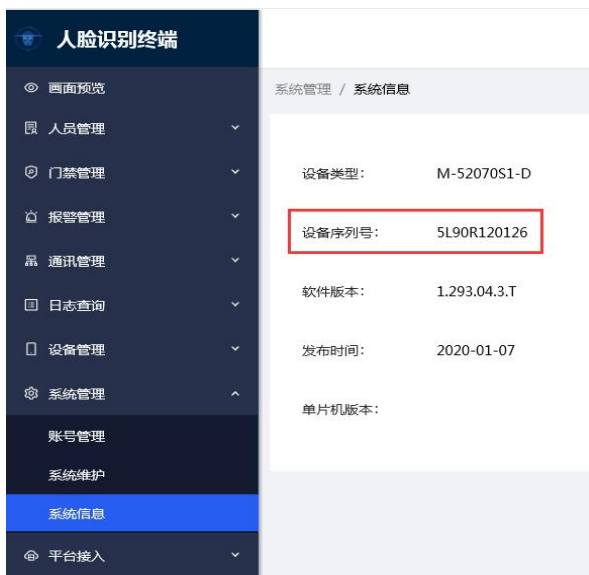 人脸识别终端
画面预览
人员管理
门禁管理
报警管理
通讯管理
日志查询
设备管理
系统管理
账号管理
系统维护
系统信息
平台接入
系统管理 / 系统信息
设备类型: M-52070S1-D
设备序列号: 5L90R120126
软件版本: 1.293.04.3.T
发布时间: 2020-01-07
单片机版本: